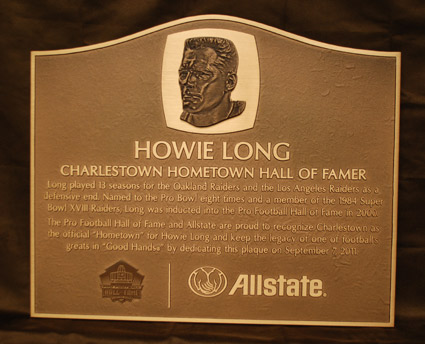 HOWIE LONG
CHARLESTOWN HOMETOWN HALL OF FAMER
Long played 13 seasons for the Oakland Raiders and the Los Angeles Raiders as a
defensive end. Named to the Pro Bowl eight times and a member of the 1984 Super
Bowl XVIII Raiders, Long was inducted into the Pro Football Hall of Fame in 2000.
The Pro Football Hall of Fame and Allstate are proud to recognize Charlestown as
the official "Hometown" for Howie Long and keep the legacy of one of football's
greats in "Good Hands®" by dedicating this plaque on September 7, 2011.
HALL OF FAME
Allstate.